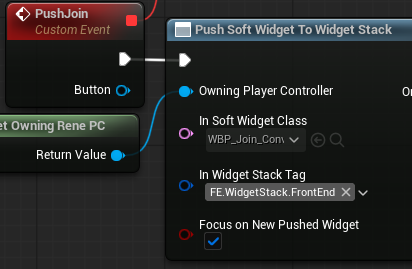 PushJoin
Custom Event
Button
et Owning Rene PC
Return Value
Push Soft Widget To Widget Stack
Owning Player Controller
In Soft Widget Class
WBP_Join_Con
In Widget Stack Tag
FE.WidgetStack.FrontEnd
Focus on New Pushed Widget